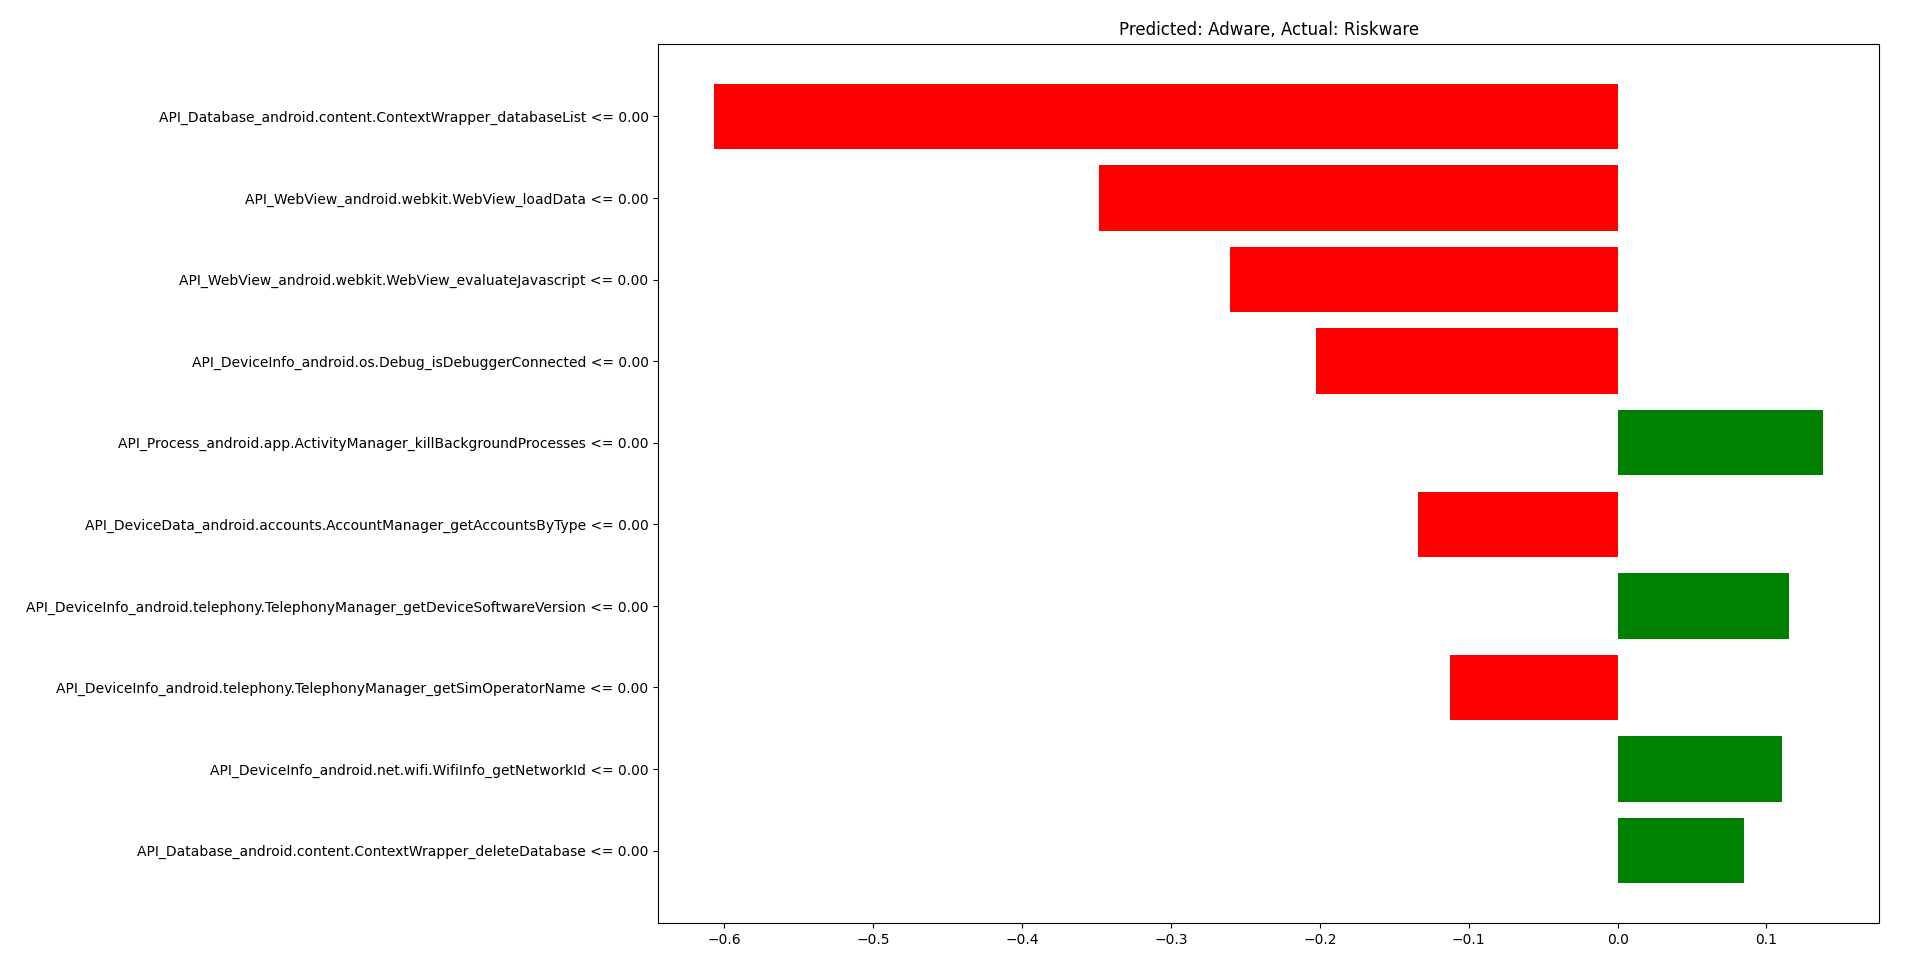 Predicted: Adware, Actual: Riskware
API_Database_android.content.ContextWrapper_databaseList <= 0.00
API_WebView_android.webkit.WebView_loadData <= 0.00
API_WebView_android.webkit.WebView_evaluateJavascript <= 0.00
API_DeviceInfo_android.os.Debug_isDebuggerConnected <= 0.00
API_Process_android.app.ActivityManager_killBackgroundProcesses <= 0.00
API_DeviceData_android.accounts.AccountManager_getAccountsByType <= 0.00
API_DeviceInfo_android.telephony.TelephonyManager_getDeviceSoftwareVersion <= 0.00
API_DeviceInfo_android.telephony.TelephonyManager_getSimOperatorName <= 0.00
API_DeviceInfo_android.net.wifi.WifiInfo_getNetworkId <= 0.00
API_Database_android.content.ContextWrapper_deleteDatabase <= 0.00
−0.6 −0.5 −0.4 −0.3 −0.2 −0.1 0.0 0.1